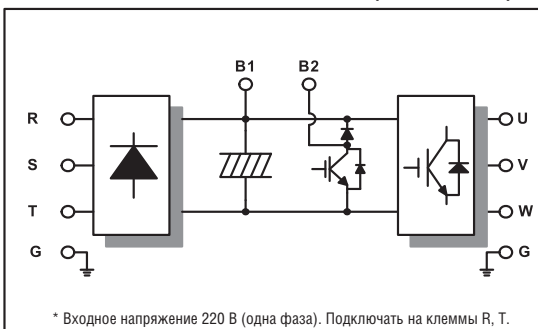 B1 B2
R U
S V
T W
G G
* Входное напряжение 220 В (одна фаза). Подключать на клеммы R, T.